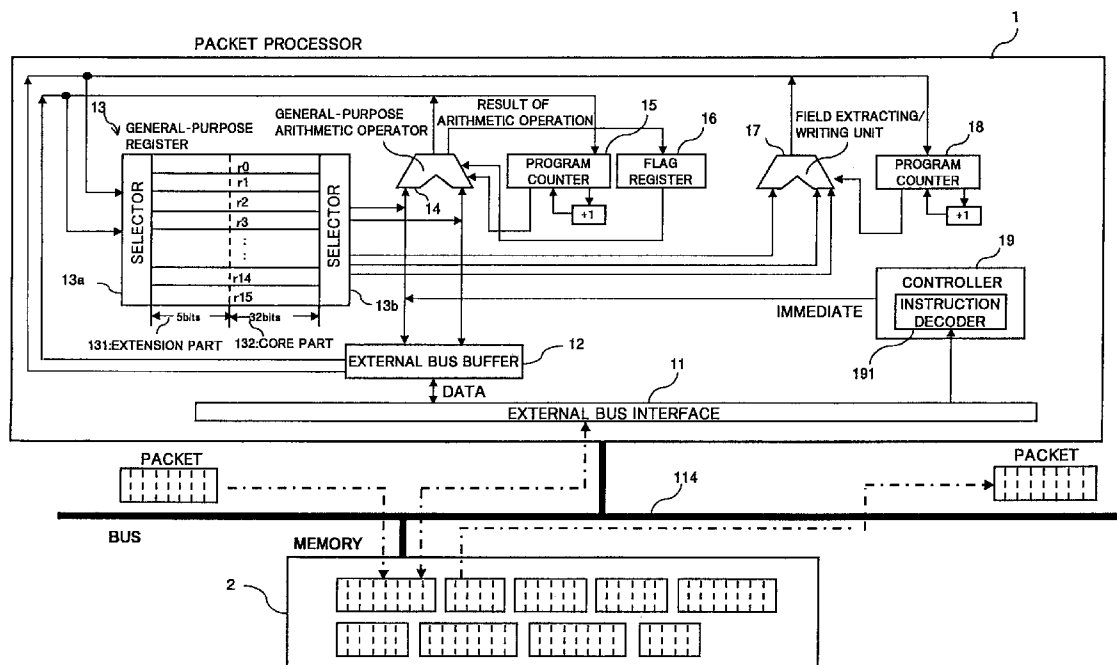 1
PACKET PROCESSOR
13
GENERAL-PURPOSE
REGISTER
GENERAL-PURPOSE
ARITHMETIC OPERATOR
RESULT OF
ARITHMETIC OPERATION
15
16
17
FIELD EXTRACTING/
WRITING UNIT
18
SELECTOR
r0
r1
r2
r3
r14
r15
SELECTOR
14
PROGRAM
COUNTER
+1
FLAG
REGISTER
PROGRAM
COUNTER
+1
13a
13b
5bits
32bits
131:EXTENSION PART
132:CORE PART
19
CONTROLLER
INSTRUCTION
DECODER
191
IMMEDIATE
EXTERNAL BUS BUFFER
12
DATA
11
EXTERNAL BUS INTERFACE
PACKET
PACKET
114
BUS
MEMORY
2